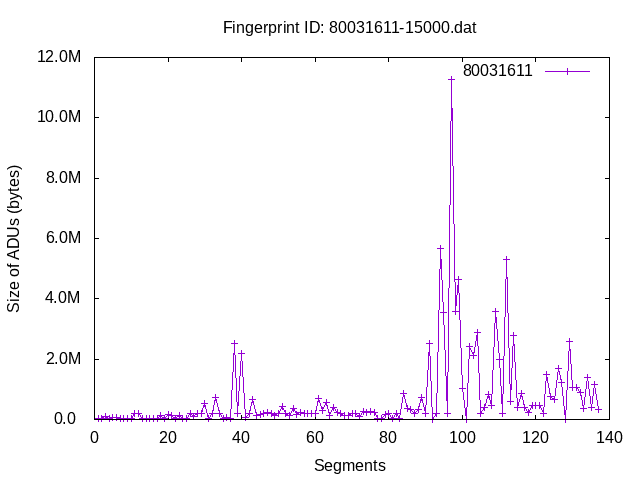 Fingerprint ID: 80031611-15000.dat
12.0M
80031611
10.0M
8.0M
6.0M
4.0M
2.0M
0.0
Size of ADUs (bytes)
0 20 40 60 80 100 120 140
Segments